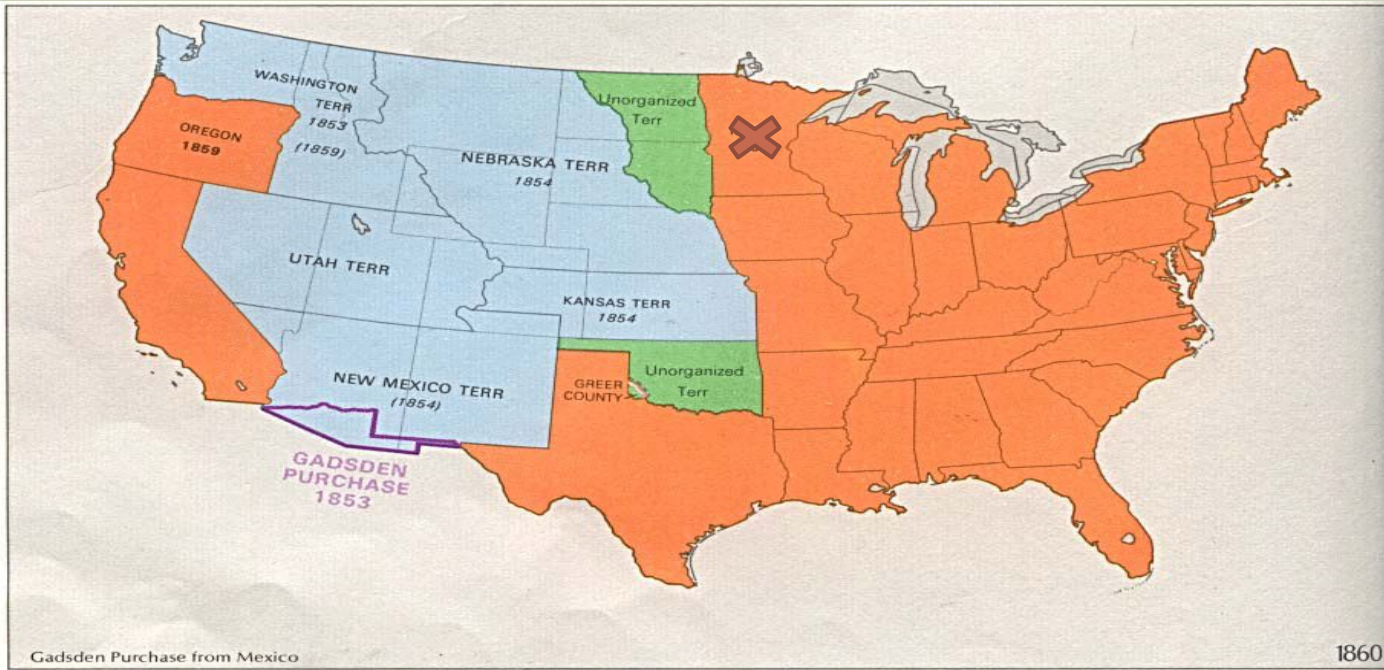 WASHINGTON
TERR
1853
(1859)
OREGON
1859
NEBRASKA TERR
1854
Unorganized
Terr
UTAH TERR
KANSAS TERR
1854
NEW MEXICO TERR
(1854)
GREER
COUNTY
Unorganized
Terr
GADSDEN
PURCHASE
1853
Gadsden Purchase from Mexico
1860